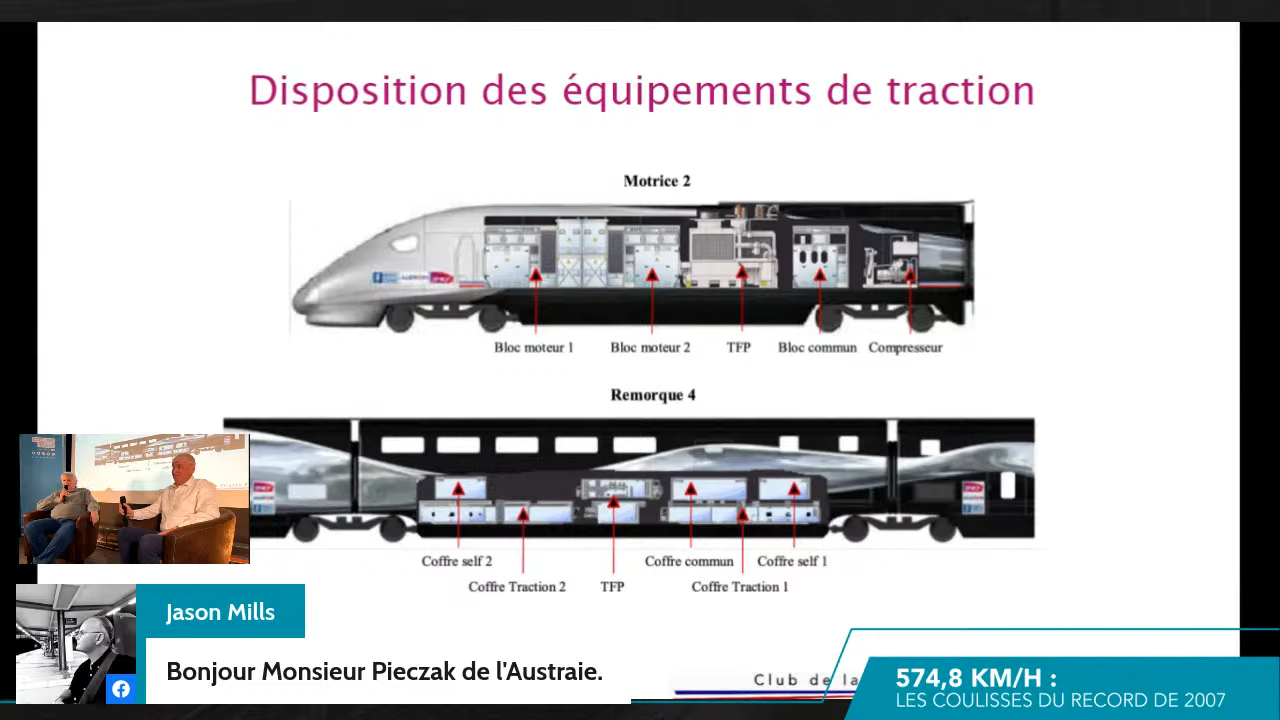 Disposition des équipements de traction
Motrice 2
Bloc moteur 1
Bloc moteur 2
TFP
Bloc commun
Compresseur
Remorque 4
Coffre self 2
Coffre commun
Coffre self 1
Coffre Traction 2
TFP
Coffre Traction 1
Jason Mills
Bonjour Monsieur Pieczak de l'Austraie.
Club de la
574,8 KM/H :
LES COULISSES DU RECORD DE 2007